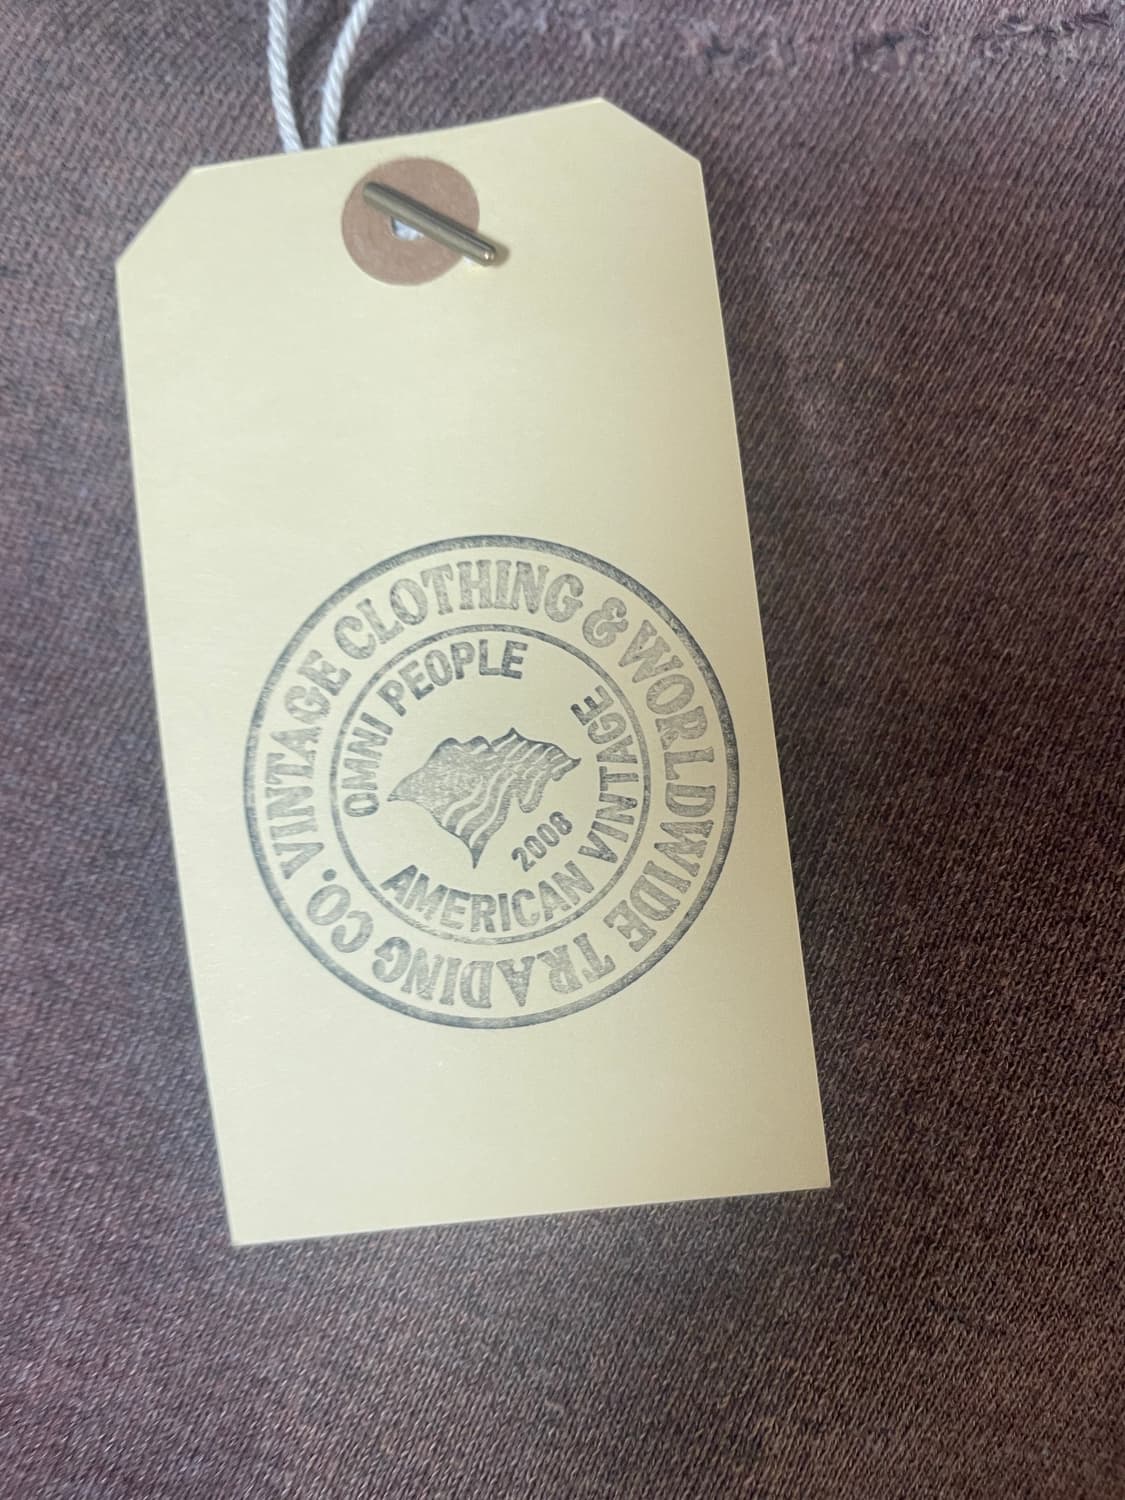 VINTAGE CLOTHING & WORLDWIDE TRADING CO.
OMNI PEOPLE
AMERICAN VINTAGE
2008